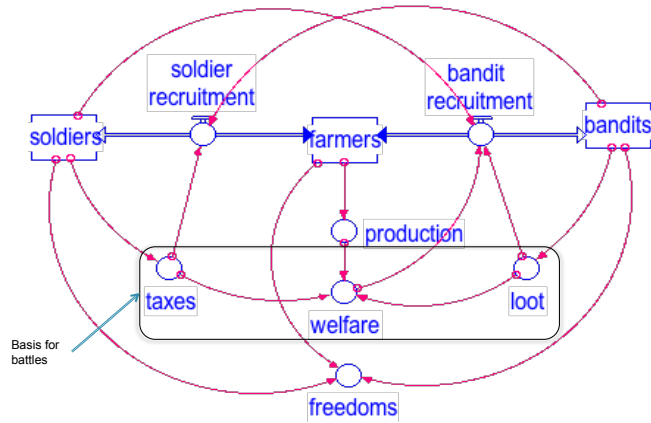 soldier
recruitment
bandit
recruitment
soldiers
farmers
bandits
production
taxes
welfare
loot
Basis for
battles
freedoms